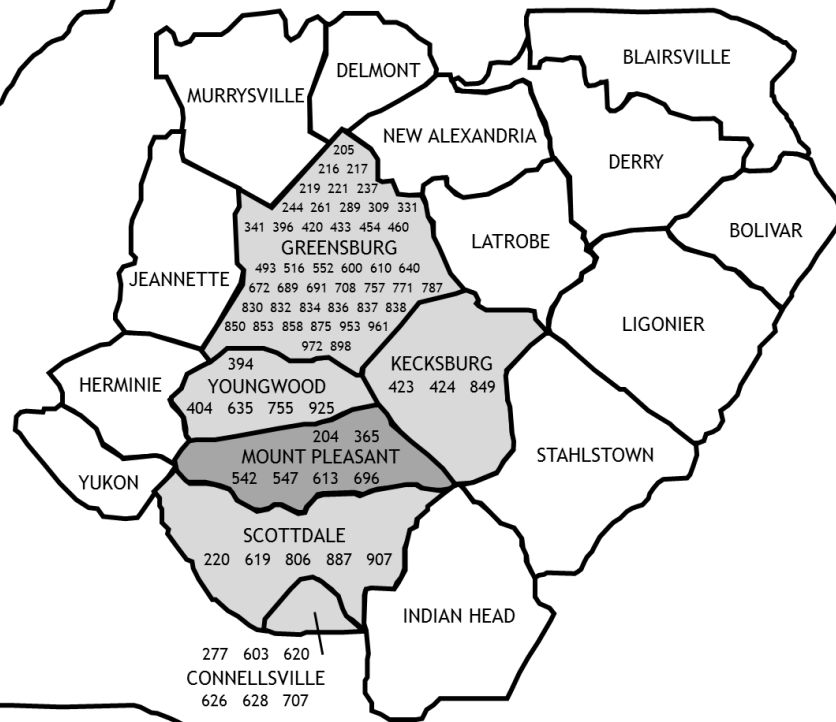 BLAIRSVILLE
DELMONT
MURRYSVILLE
NEW ALEXANDRIA
205
DERRY
216 217
219 221 237
244 261 289 309 331
341 396 420 433 454 460
BOLIVAR
LATROBE
GREENSBURG
493 516 552 600 610 640
JEANNETTE
672 689 691 708 757 771 787
830 832 834 836 837 838
850 853 858 875 953 961
LIGONIER
972 898
394
KECKSBURG
HERMINIE
YOUNGWOOD
423 424 849
404 635 755 925
204 365
MOUNT PLEASANT
STAHLSTOWN
542 547 613 696
YUKON
SCOTTDALE
220 619 806 887 907
INDIAN HEAD
277 603 620
CONNELLSVILLE
626 628 707